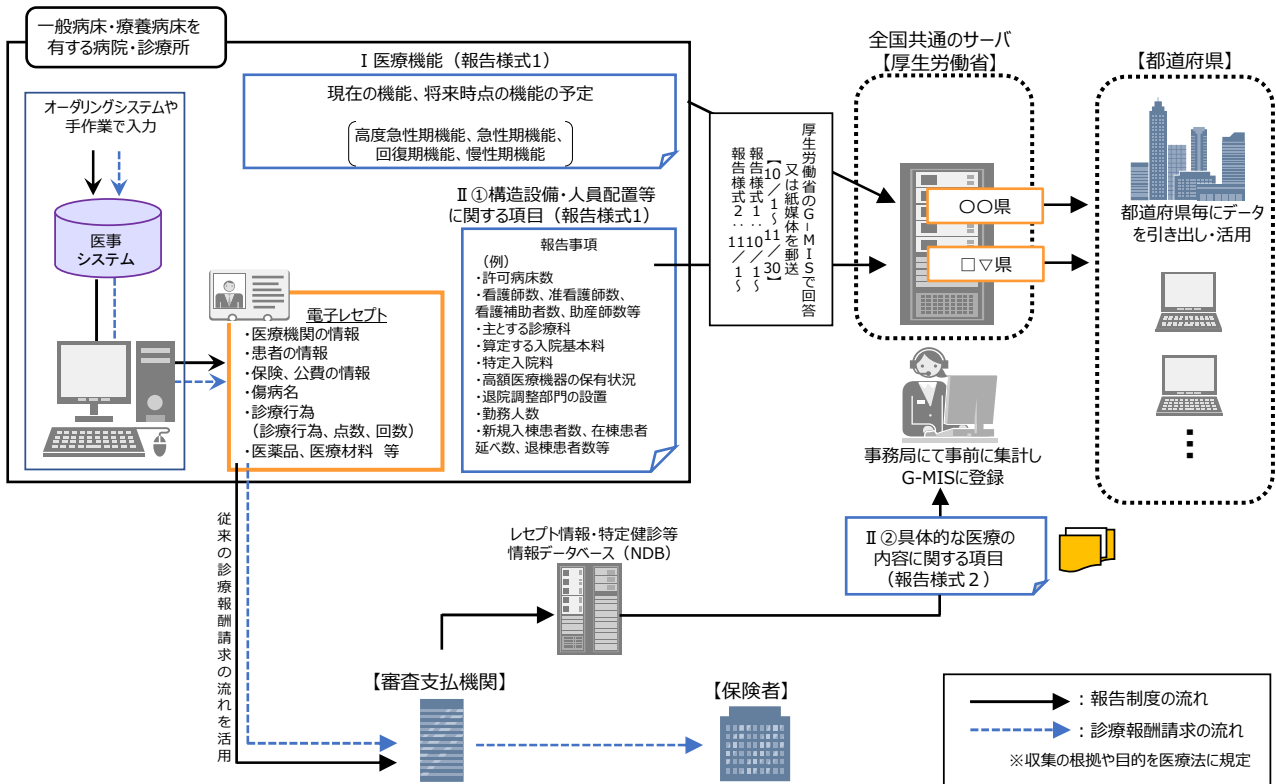 一般病床・療養病床を
有する病院・診療所
オーダリングシステムや
手作業で入力
医事
システム
電子レセプト
・医療機関の情報
・患者の情報
・保険、公費の情報
・傷病名
・診療行為
（診療行為、点数、回数）
・医薬品、医療材料 等
Ⅰ 医療機能（報告様式1）
現在の機能、将来時点の機能の予定
高度急性期機能、急性期機能、
回復期機能、慢性期機能
Ⅱ ①構造設備・人員配置等
に関する項目（報告様式1）
報告事項
（例）
・許可病床数
・看護師数、准看護師数、
看護補助者数、助産師数等
・主とする診療科
・算定する入院基本料
・特定入院料
・高額医療機器の保有状況
・退院調整部門の設置
・勤務人数
・新規入棟患者数、在棟患者
延べ数、退棟患者数等
厚生労働省のG-MISで回答
又は紙媒体を郵送
【10／1～11／30】
報告様式１：10／1～
報告様式２：11／1～
全国共通のサーバ
【厚生労働省】
〇〇県
□▽県
事務局にて事前に集計し
G-MISに登録
【都道府県】
都道府県毎にデータ
を引き出し・活用
Ⅱ ②具体的な医療の
内容に関する項目
（報告様式２）
レセプト情報・特定健診等
情報データベース（NDB）
従来の診療報酬請求の流れを活用
【審査支払機関】
【保険者】
：報告制度の流れ
：診療報酬請求の流れ
※収集の根拠や目的を医療法に規定